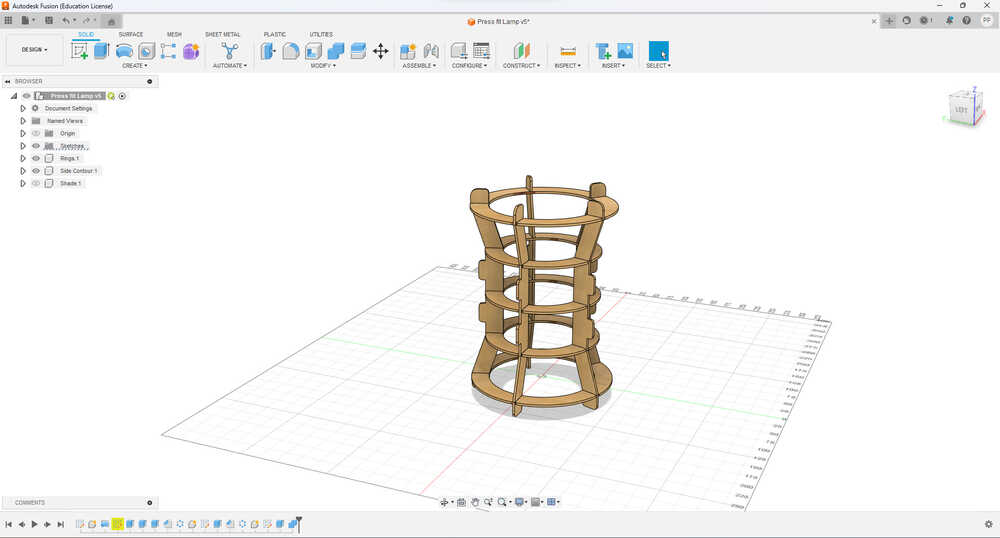 Autodesk Fusion (Education License)
Press fit Lamp v5*
1
PP
DESIGN
SOLID SURFACE MESH SHEET METAL PLASTIC UTILITIES
CREATE AUTOMATE MODIFY ASSEMBLE CONFIGURE CONSTRUCT INSPECT INSERT SELECT
BROWSER
Press fit Lamp v5
Document Settings
Named Views
Origin
Sketches
Rings:1
Side Contour:1
Shade:1
Z
LEFT
COMMENTS